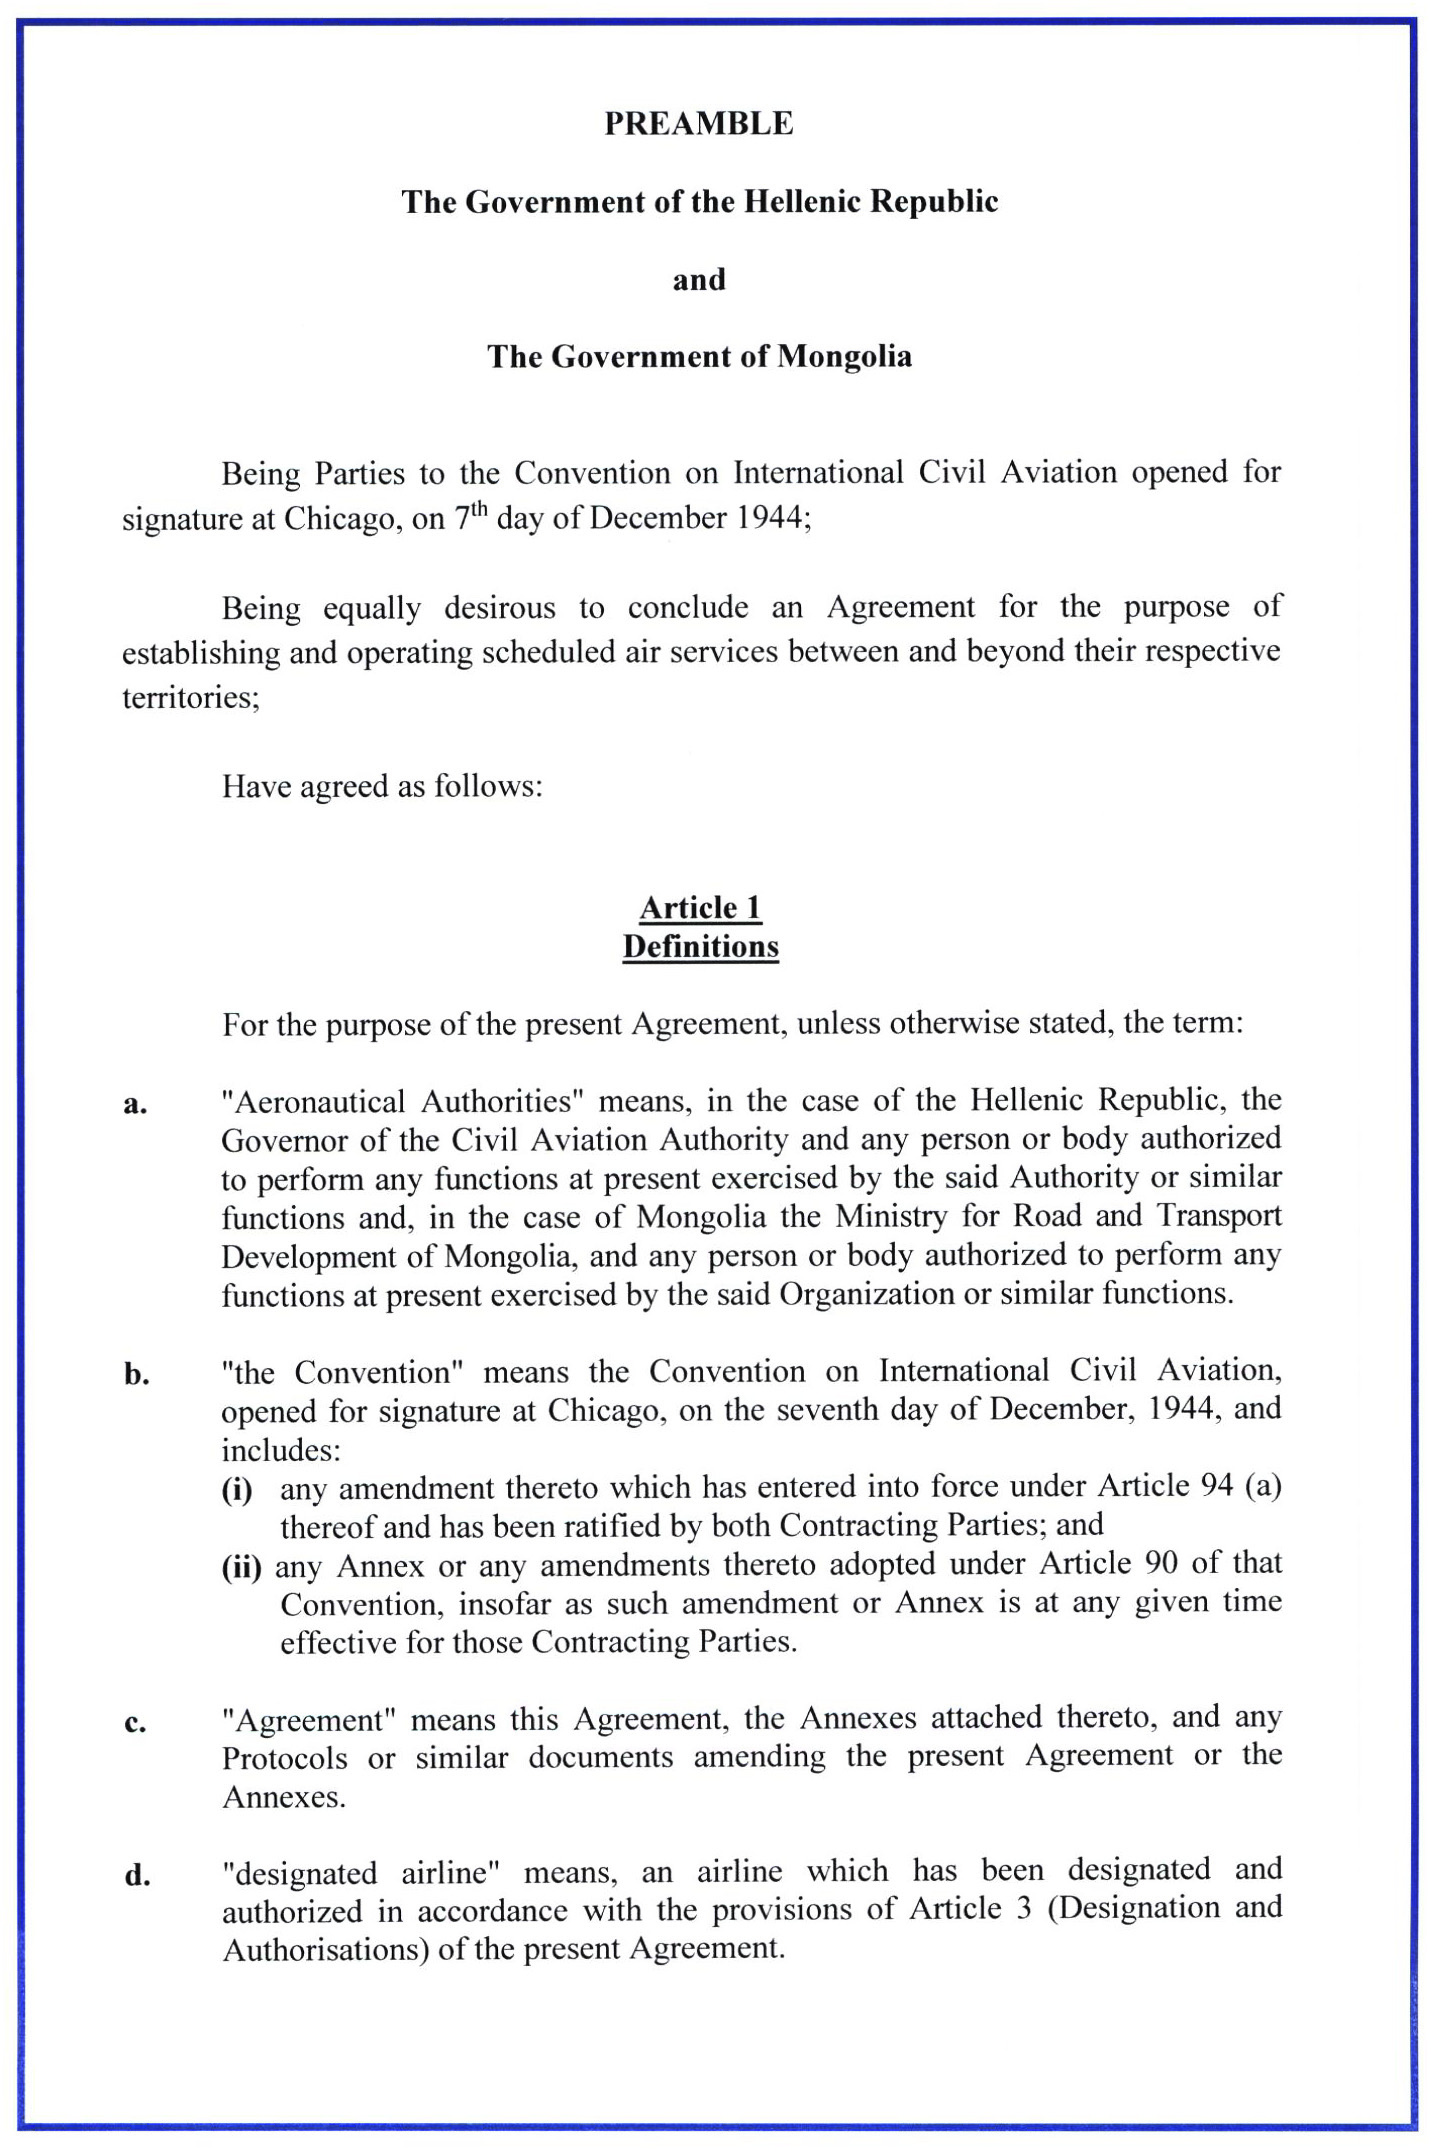 PREAMBLE
The Government of the Hellenic Republic
and
The Government of Mongolia
Being Parties to the Convention on International Civil Aviation opened for
signature at Chicago, on 7th day of December 1944;
Being equally desirous to conclude an Agreement for the purpose of
establishing and operating scheduled air services between and beyond their respective
territories;
Have agreed as follows:
Article 1
Definitions
For the purpose of the present Agreement, unless otherwise stated, the term:
a. "Aeronautical Authorities" means, in the case of the Hellenic Republic, the
Governor of the Civil Aviation Authority and any person or body authorized
to perform any functions at present exercised by the said Authority or similar
functions and, in the case of Mongolia the Ministry for Road and Transport
Development of Mongolia, and any person or body authorized to perform any
functions at present exercised by the said Organization or similar functions.
b. "the Convention" means the Convention on International Civil Aviation,
opened for signature at Chicago, on the seventh day of December, 1944, and
includes:
(i) any amendment thereto which has entered into force under Article 94 (a)
thereof and has been ratified by both Contracting Parties; and
(ii) any Annex or any amendments thereto adopted under Article 90 of that
Convention, insofar as such amendment or Annex is at any given time
effective for those Contracting Parties.
c. "Agreement" means this Agreement, the Annexes attached thereto, and any
Protocols or similar documents amending the present Agreement or the
Annexes.
d. "designated airline" means, an airline which has been designated and
authorized in accordance with the provisions of Article 3 (Designation and
Authorisations) of the present Agreement.